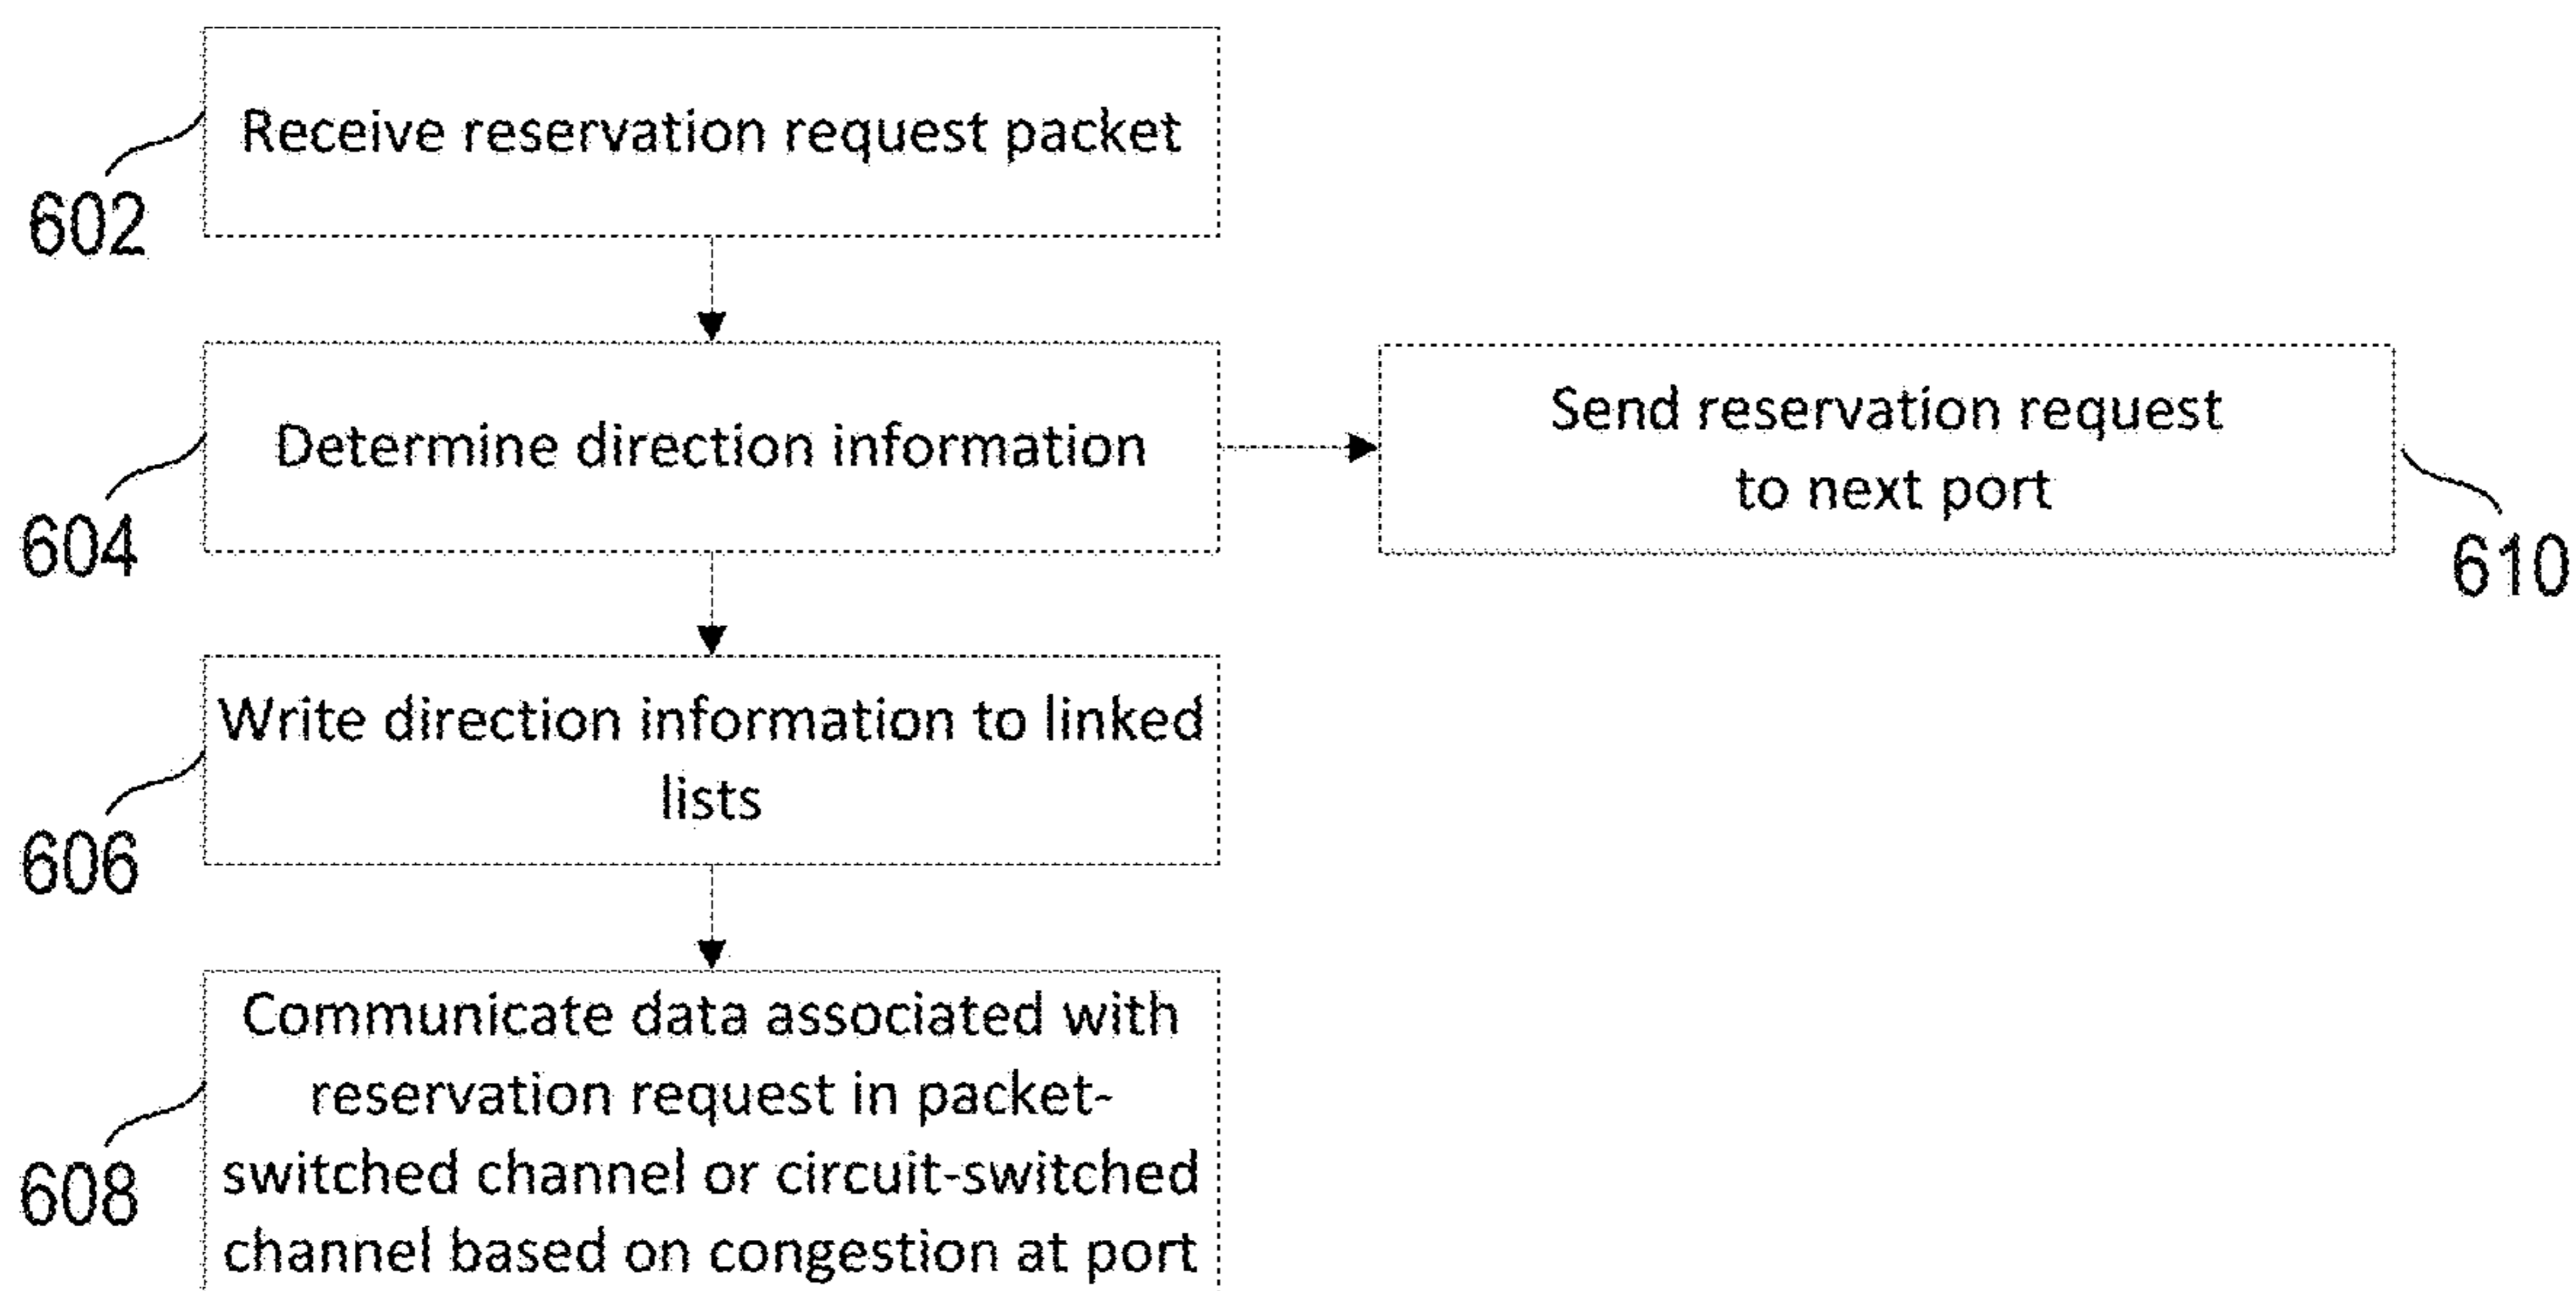 Receive reservation request packet
602
Determine direction information
604
Send reservation request
to next port
610
Write direction information to linked
lists
606
Communicate data associated with
reservation request in packet-
switched channel or circuit-switched
channel based on congestion at port
608